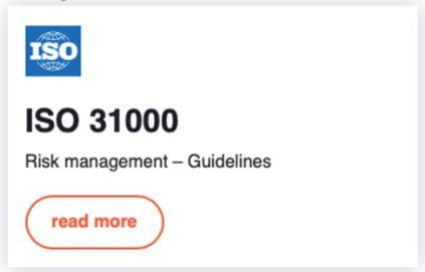 ISO
ISO 31000
Risk management – Guidelines
read more